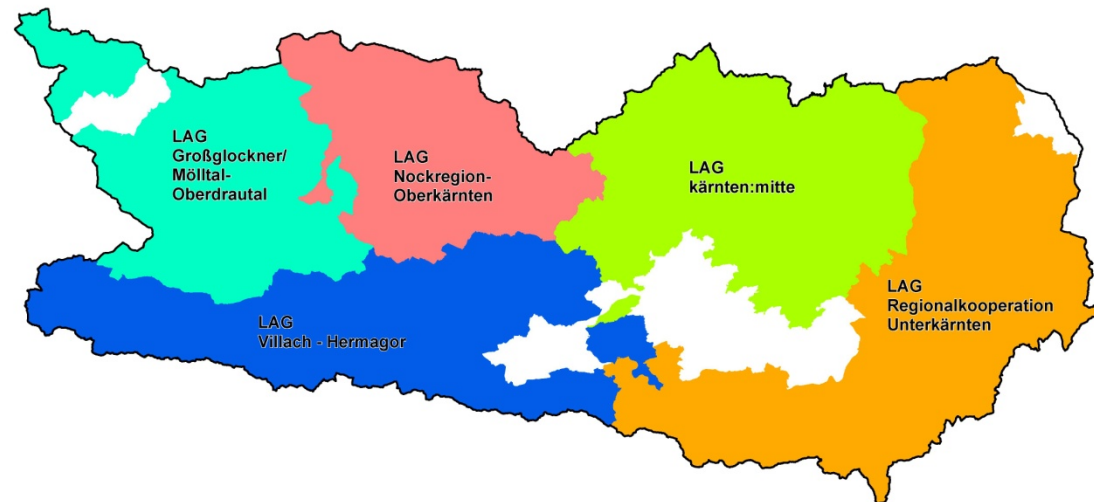 LAG
Großglockner/
Mölltal-
Oberdrautal
LAG
Nockregion-
Oberkärnten
LAG
kärnten:mitte
LAG
Regionalkooperation
Unterkärnten
LAG
Villach - Hermagor